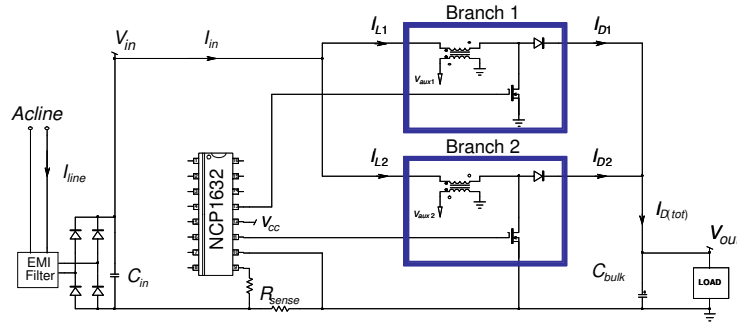 Branch 1
I_L1
I_D1
V_in
I_in
V_aux1
Acline
Branch 2
I_L2
I_D2
I_line
NCP1632
V_cc
V_aux2
I_D(tot)
V_out
EMI
Filter
C_in
R_sense
C_bulk
LOAD